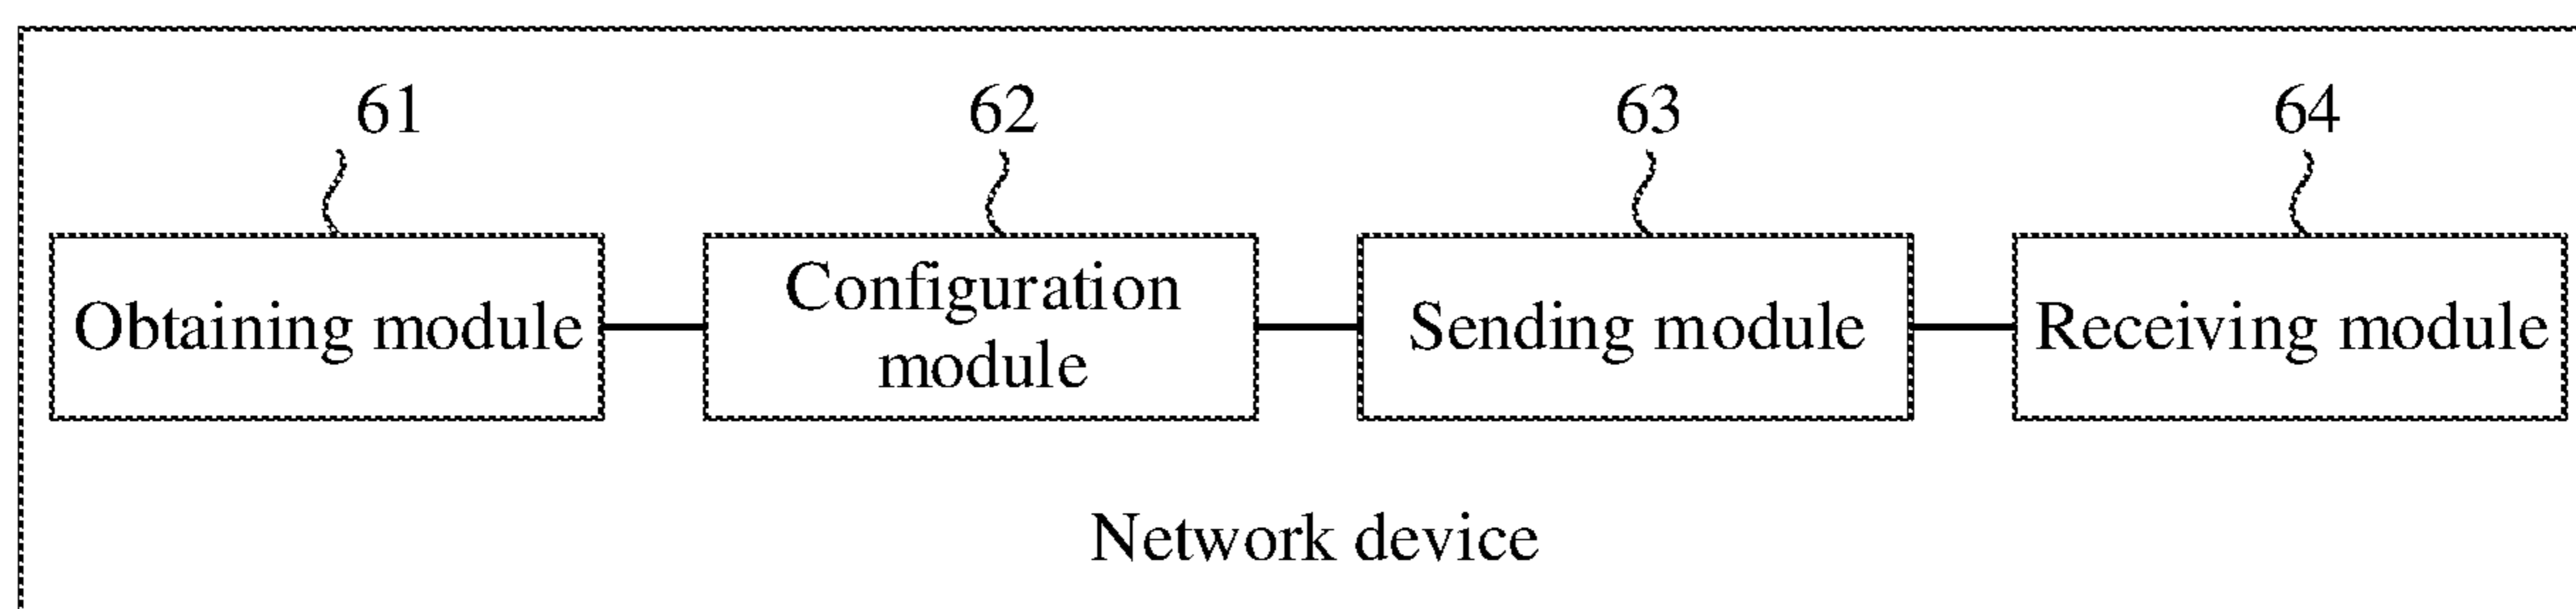 61
62
63
64
Obtaining module
Configuration
module
Sending module
Receiving module
Network device